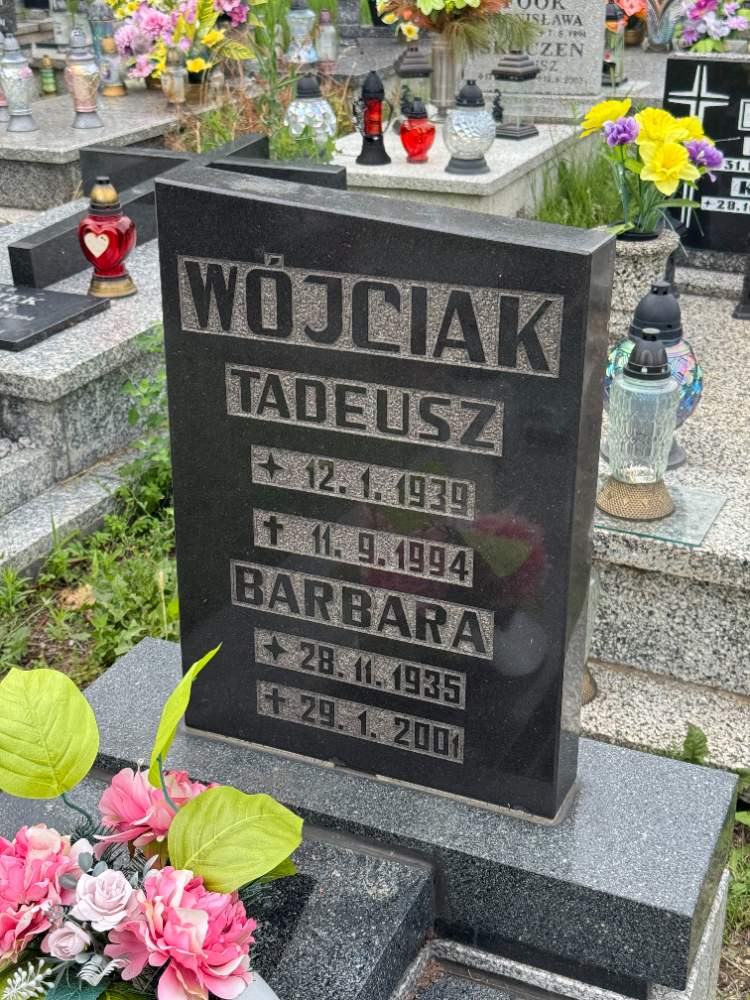 WÓJCIAK
TADEUSZ
✦ 12.1.1939
✝ 11.9.1994
BARBARA
✦ 28.11.1935
✝ 29.1.2001